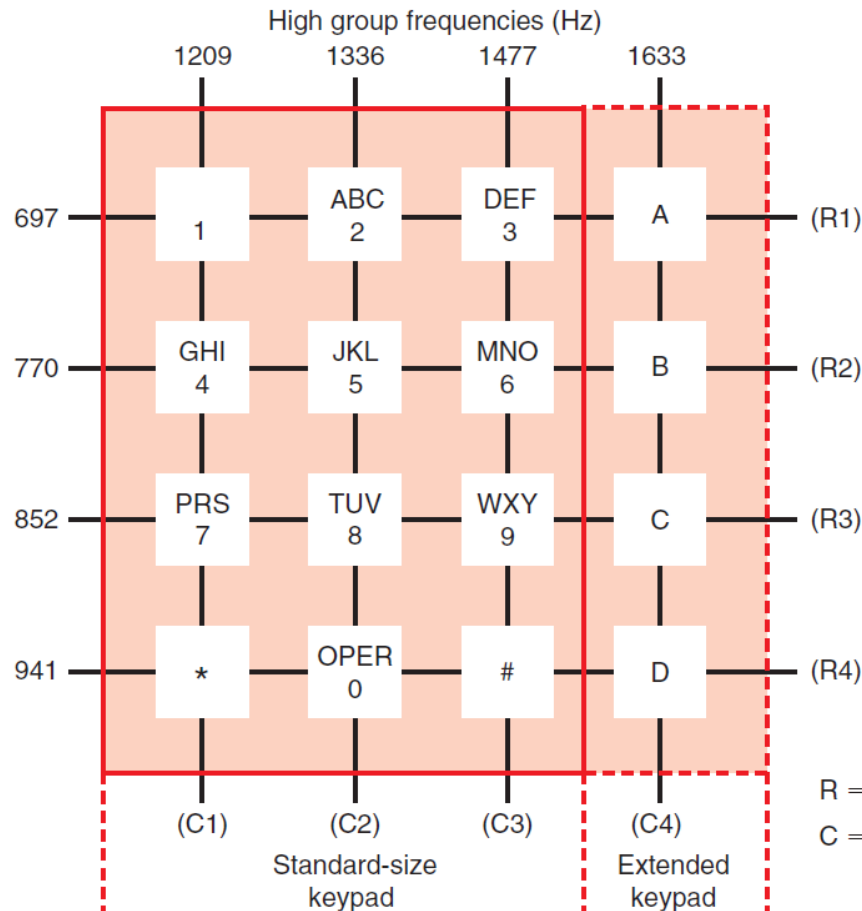 High group frequencies (Hz)
1209 1336 1477 1633
ABC DEF
697 1 2 3 A (R1)
GHI JKL MNO
770 4 5 6 B (R2)
PRS TUV WXY
852 7 8 9 C (R3)
OPER
941 * 0 # D (R4)
R =
(C1) (C2) (C3) (C4)
C =
Standard-size Extended
keypad keypad